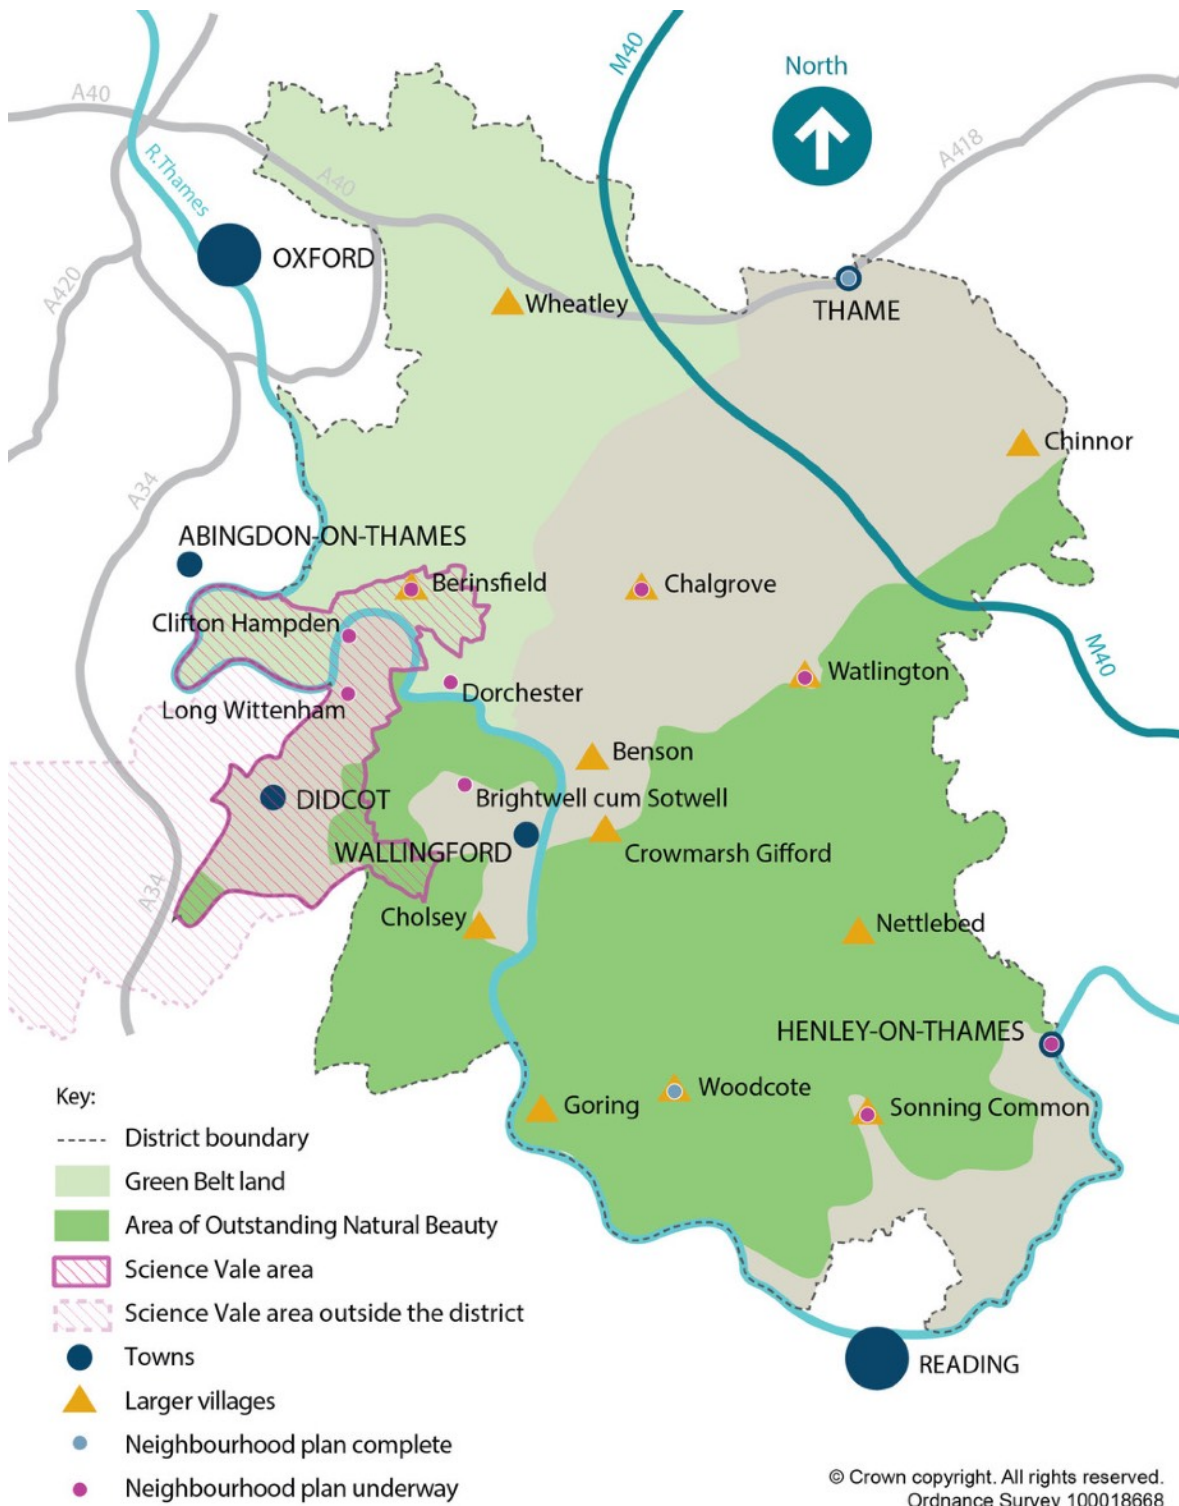 M40
North
A40
A418
R.Thames
A40
OXFORD
A420
Wheatley
THAME
Chinnor
A34
ABINGDON-ON-THAMES
Berinsfield
Chalgrove
Clifton Hampden
M40
Watlington
Dorchester
Long Wittenham
Benson
DIDCOT
Brightwell cum Sotwell
WALLINGFORD
Crowmarsh Gifford
A34
Cholsey
Nettlebed
HENLEY-ON-THAMES
Woodcote
Goring
Sonning Common
READING
Key:
District boundary
Green Belt land
Area of Outstanding Natural Beauty
Science Vale area
Science Vale area outside the district
Towns
Larger villages
Neighbourhood plan complete
Neighbourhood plan underway
© Crown copyright. All rights reserved.
Ordnance Survey 100018668